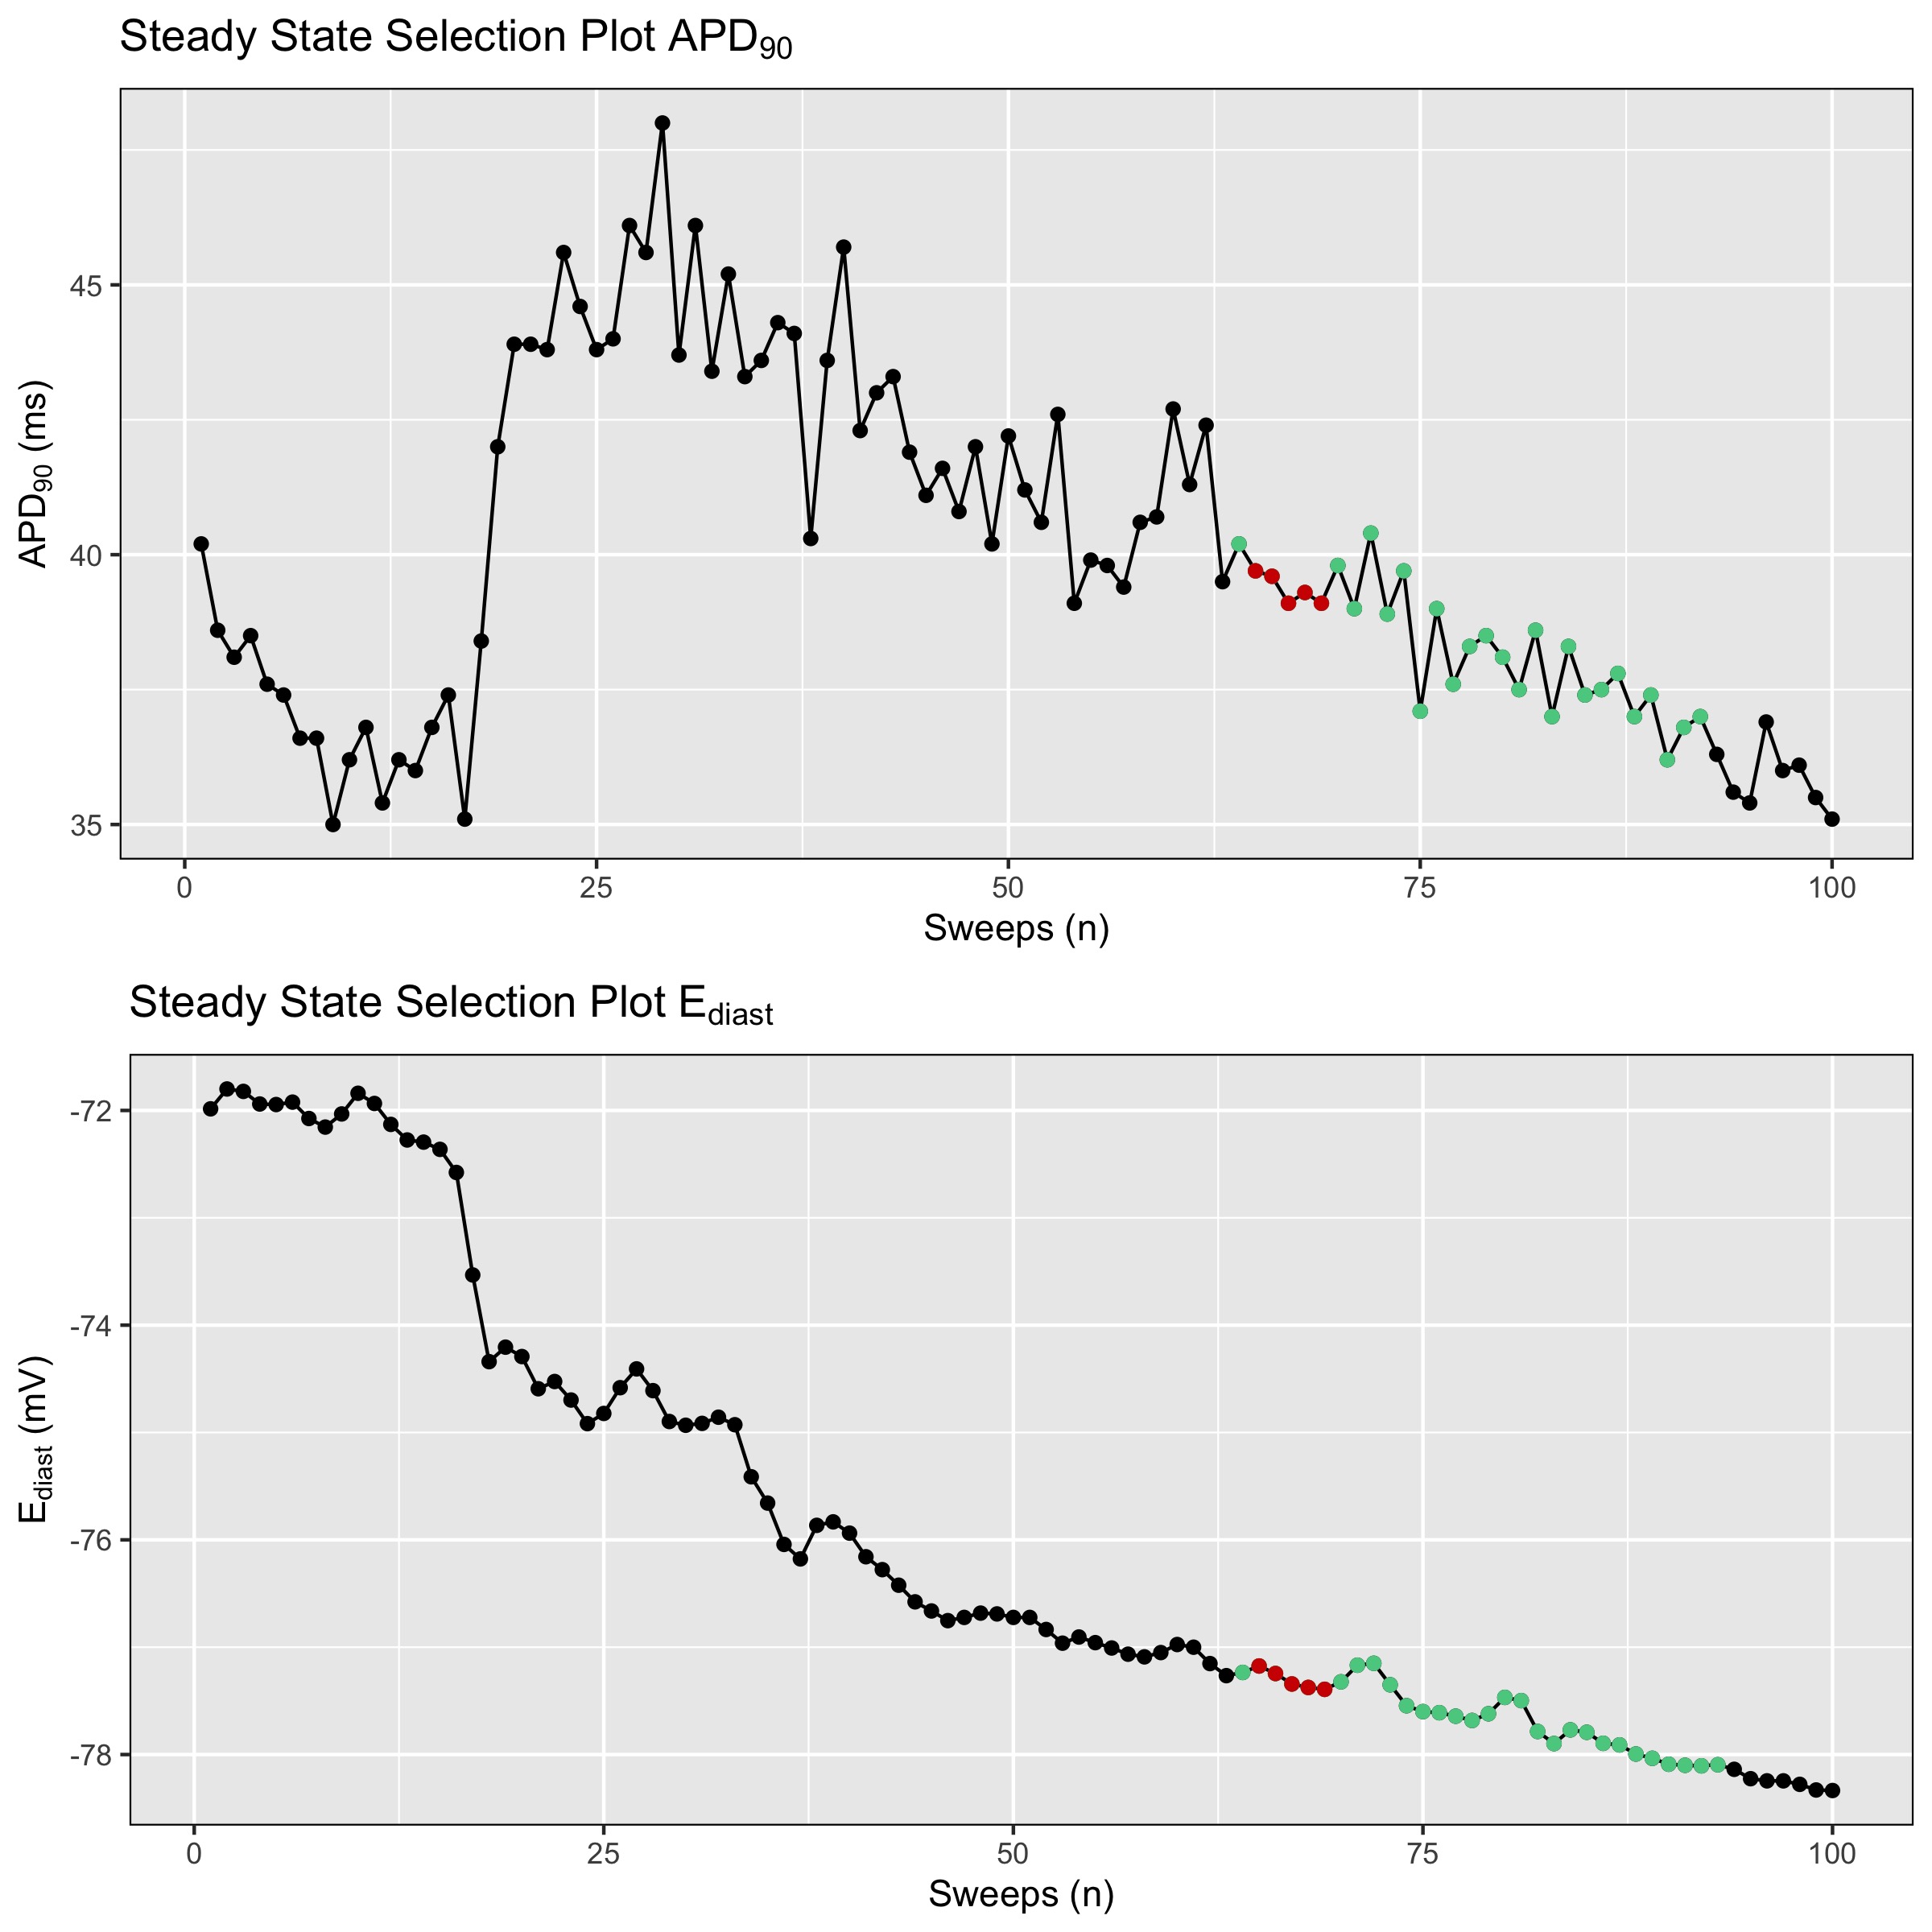 Steady State Selection Plot APD90
APD90 (ms)
45
40
35
0 25 50 75 100
Sweeps (n)
Steady State Selection Plot Ediast
Ediast (mV)
-72
-74
-76
-78
0 25 50 75 100
Sweeps (n)